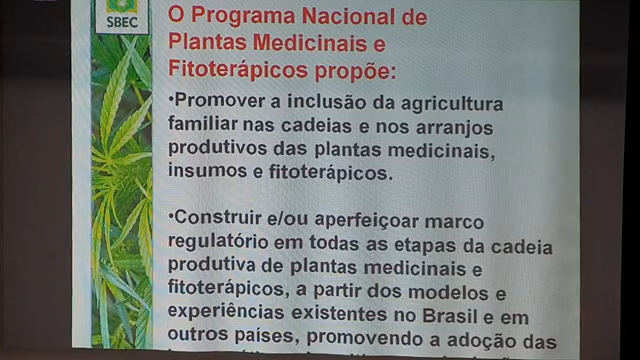 SBEC
O Programa Nacional de
Plantas Medicinais e
Fitoterápicos propõe:
•Promover a inclusão da agricultura
familiar nas cadeias e nos arranjos
produtivos das plantas medicinais,
insumos e fitoterápicos.
•Construir e/ou aperfeiçoar marco
regulatório em todas as etapas da cadeia
produtiva de plantas medicinais e
fitoterápicos, a partir dos modelos e
experiências existentes no Brasil e em
outros países, promovendo a adoção das